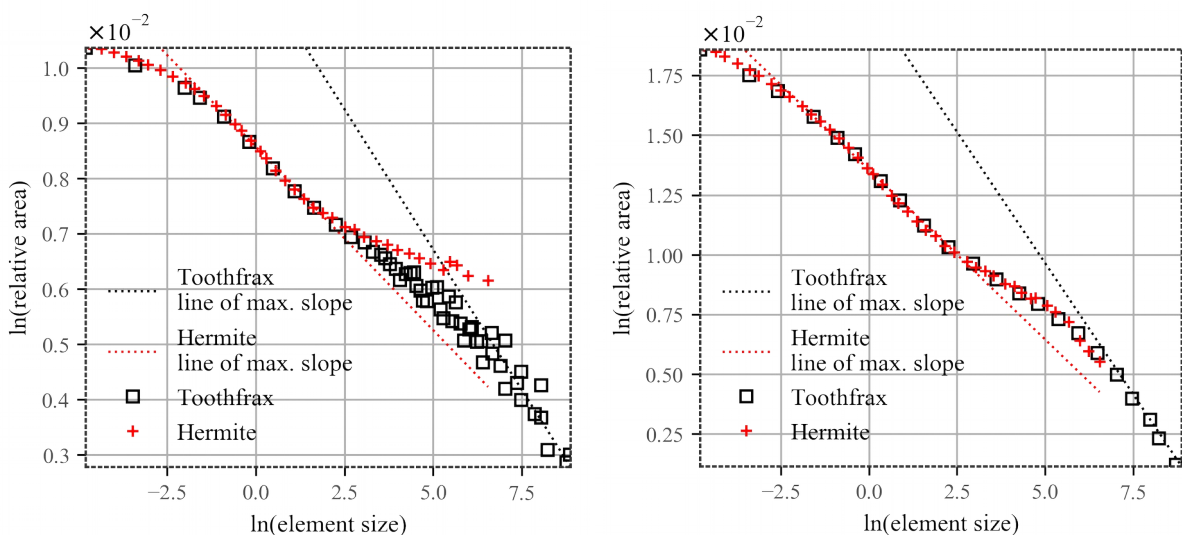 ×10⁻²
1.0
0.9
0.8
0.7
0.6
0.5
0.4
0.3
ln(relative area)
Toothfrax
line of max. slope
Hermite
line of max. slope
Toothfrax
Hermite
−2.5 0.0 2.5 5.0 7.5
ln(element size)
×10⁻²
1.75
1.50
1.25
1.00
0.75
0.50
0.25
ln(relative area)
Toothfrax
line of max. slope
Hermite
line of max. slope
Toothfrax
Hermite
−2.5 0.0 2.5 5.0 7.5
ln(element size)